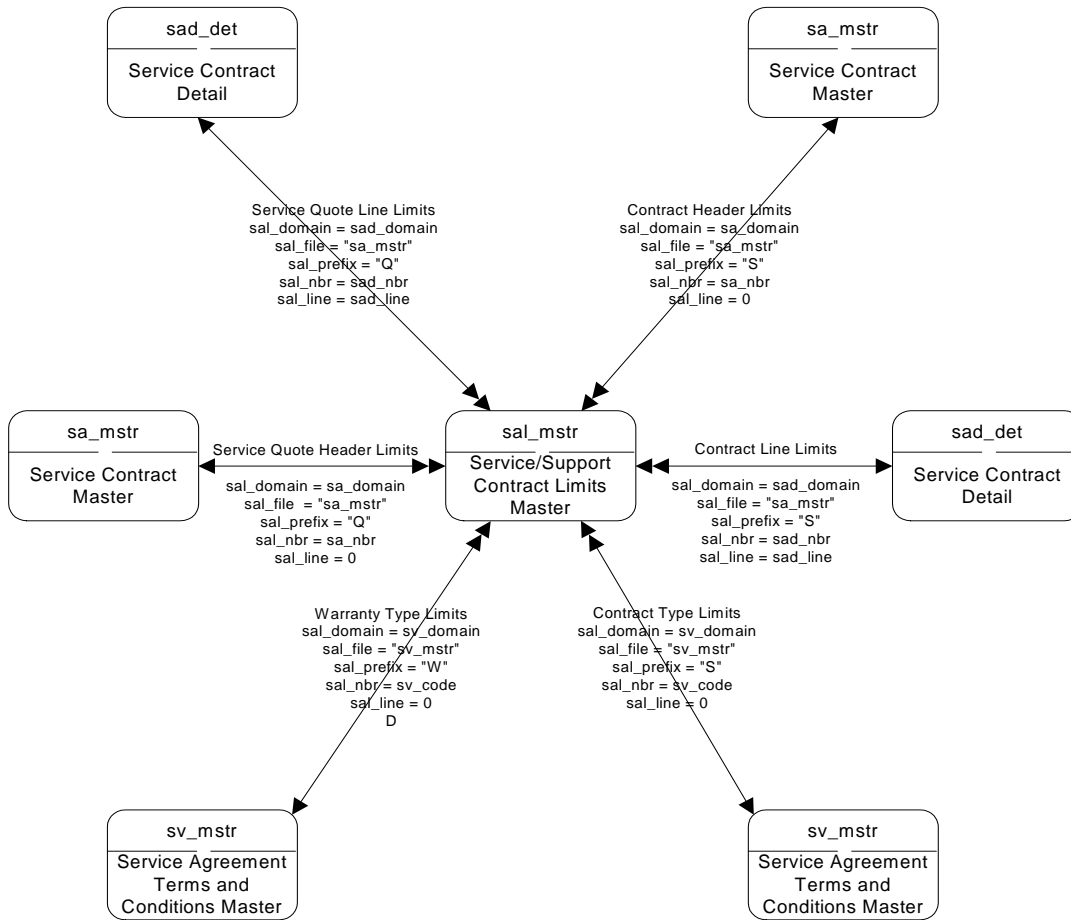 sad_det
Service Contract
Detail
sa_mstr
Service Contract
Master
Service Quote Line Limits
sal_domain = sad_domain
sal_file = "sa_mstr"
sal_prefix = "Q"
sal_nbr = sad_nbr
sal_line = sad_line
Contract Header Limits
sal_domain = sa_domain
sal_file = "sa_mstr"
sal_prefix = "S"
sal_nbr = sa_nbr
sal_line = 0
sa_mstr
Service Contract
Master
Service Quote Header Limits
sal_domain = sa_domain
sal_file = "sa_mstr"
sal_prefix = "Q"
sal_nbr = sa_nbr
sal_line = 0
sal_mstr
Service/Support
Contract Limits
Master
Contract Line Limits
sal_domain = sad_domain
sal_file = "sa_mstr"
sal_prefix = "S"
sal_nbr = sad_nbr
sal_line = sad_line
sad_det
Service Contract
Detail
Warranty Type Limits
sal_domain = sv_domain
sal_file = "sv_mstr"
sal_prefix = "W"
sal_nbr = sv_code
sal_line = 0
D
Contract Type Limits
sal_domain = sv_domain
sal_file = "sv_mstr"
sal_prefix = "S"
sal_nbr = sv_code
sal_line = 0
sv_mstr
Service Agreement
Terms and
Conditions Master
sv_mstr
Service Agreement
Terms and
Conditions Master